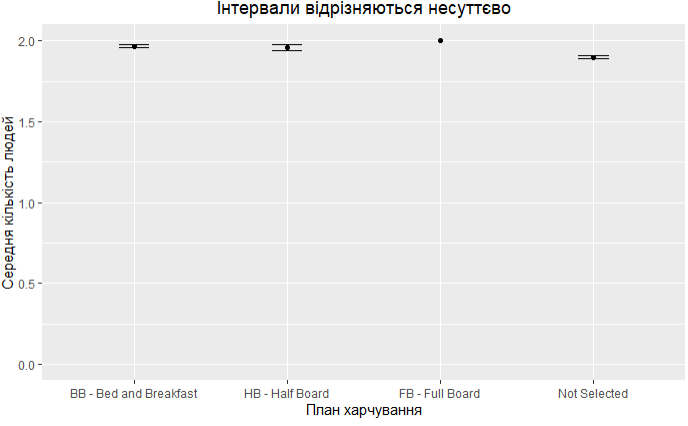 Інтервали відрізняються несуттєво
Середня кількість людей
2.0
1.5
1.0
0.5
0.0
BB - Bed and Breakfast
HB - Half Board
FB - Full Board
Not Selected
План харчування